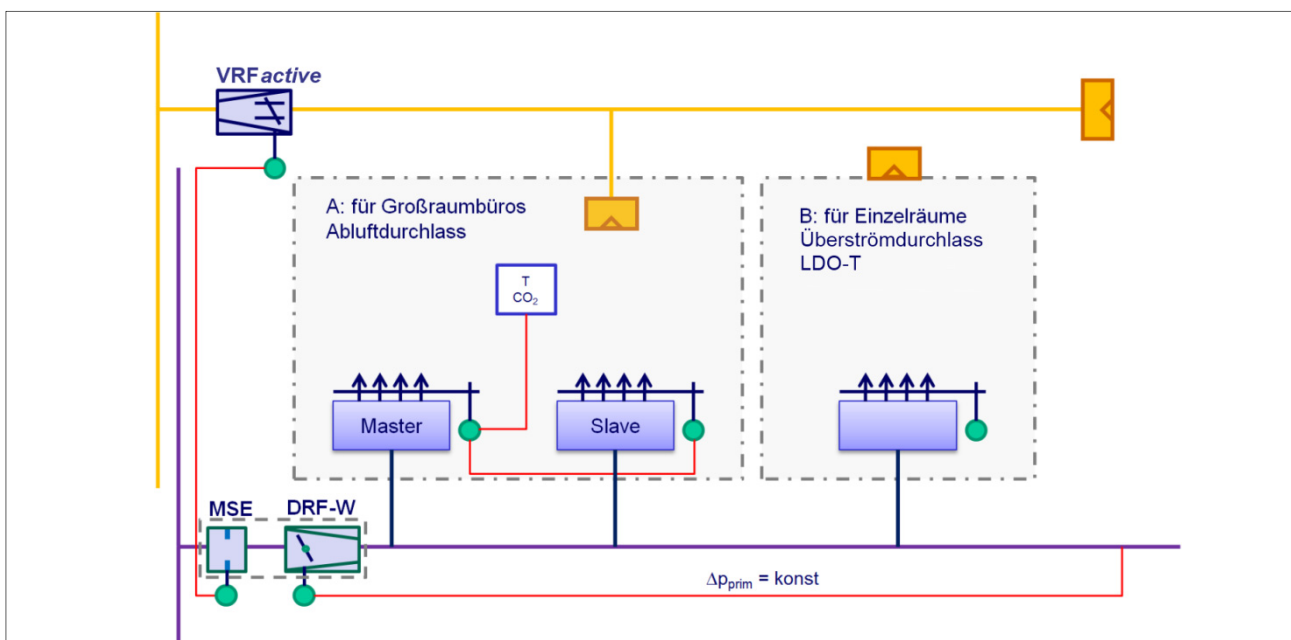 VRFactive
A: für Großraumbüros
Abluftdurchlass
B: für Einzelräume
Überströmdurchlass
LDO-T
T
CO₂
Master
Slave
MSE
DRF-W
Δpprim = konst